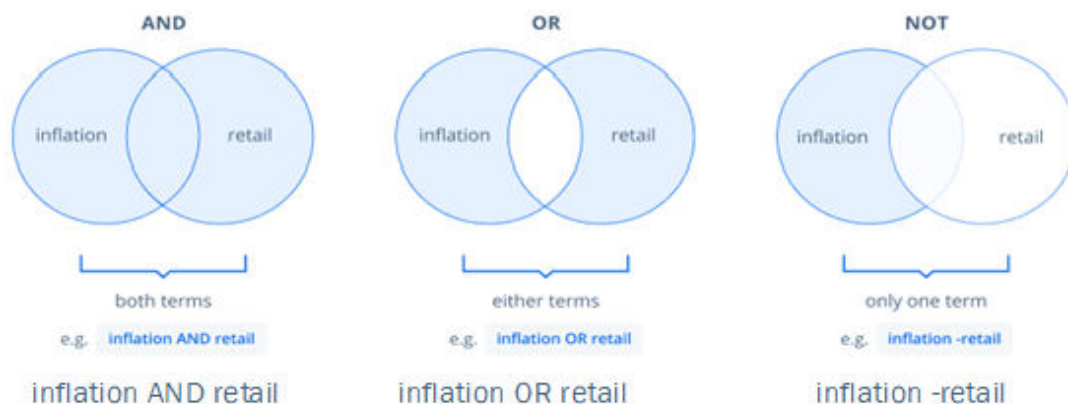 AND
inflation retail
both terms
e.g. inflation AND retail
inflation AND retail
OR
inflation retail
either terms
e.g. inflation OR retail
inflation OR retail
NOT
inflation retail
only one term
e.g. inflation -retail
inflation -retail